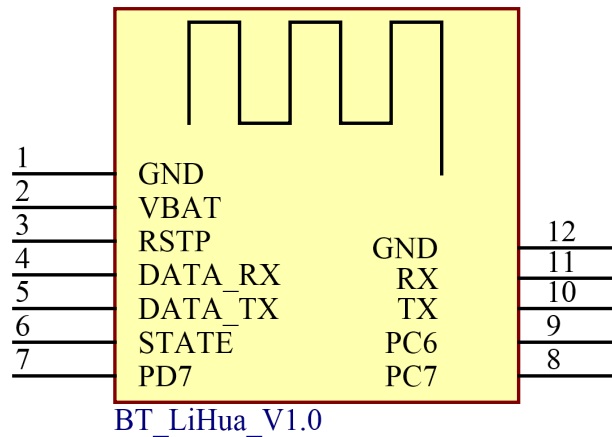 1 GND
2 VBAT
3 RSTP
4 DATA_RX
5 DATA_TX
6 STATE
7 PD7
GND 12
RX 11
TX 10
PC6 9
PC7 8
BT_LiHua_V1.0